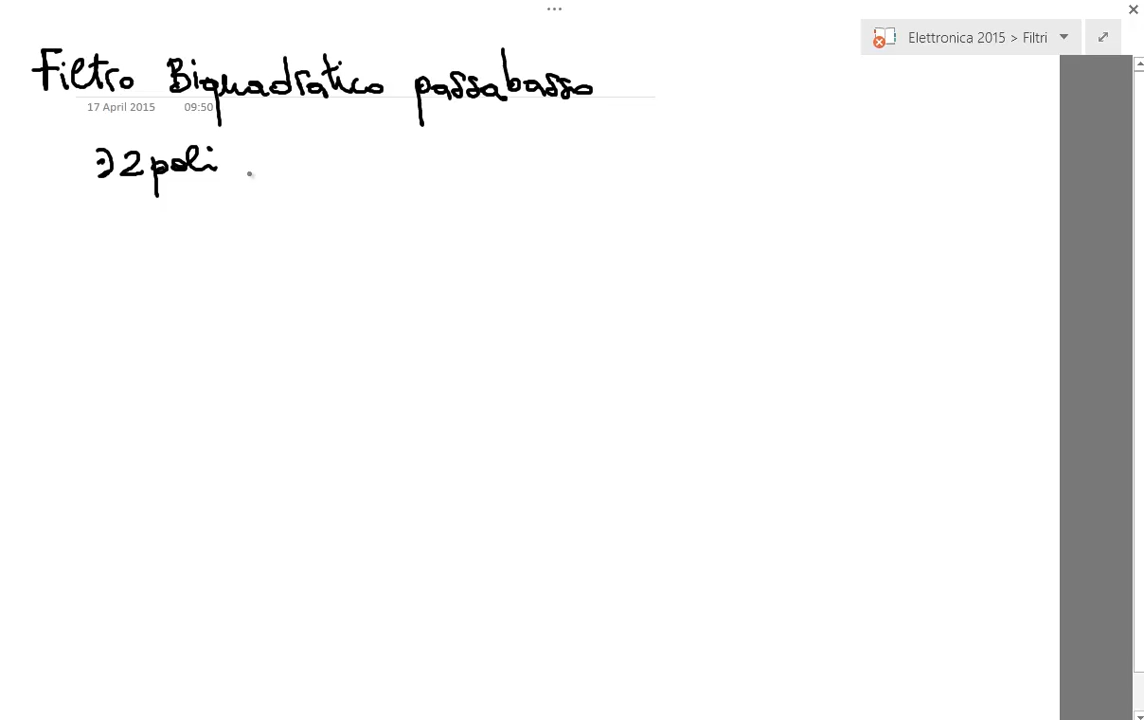 ...
Elettronica 2015 > Filtri
Filtro Biquadratico passabasso
17 April 2015 09:50
∃ 2 poli